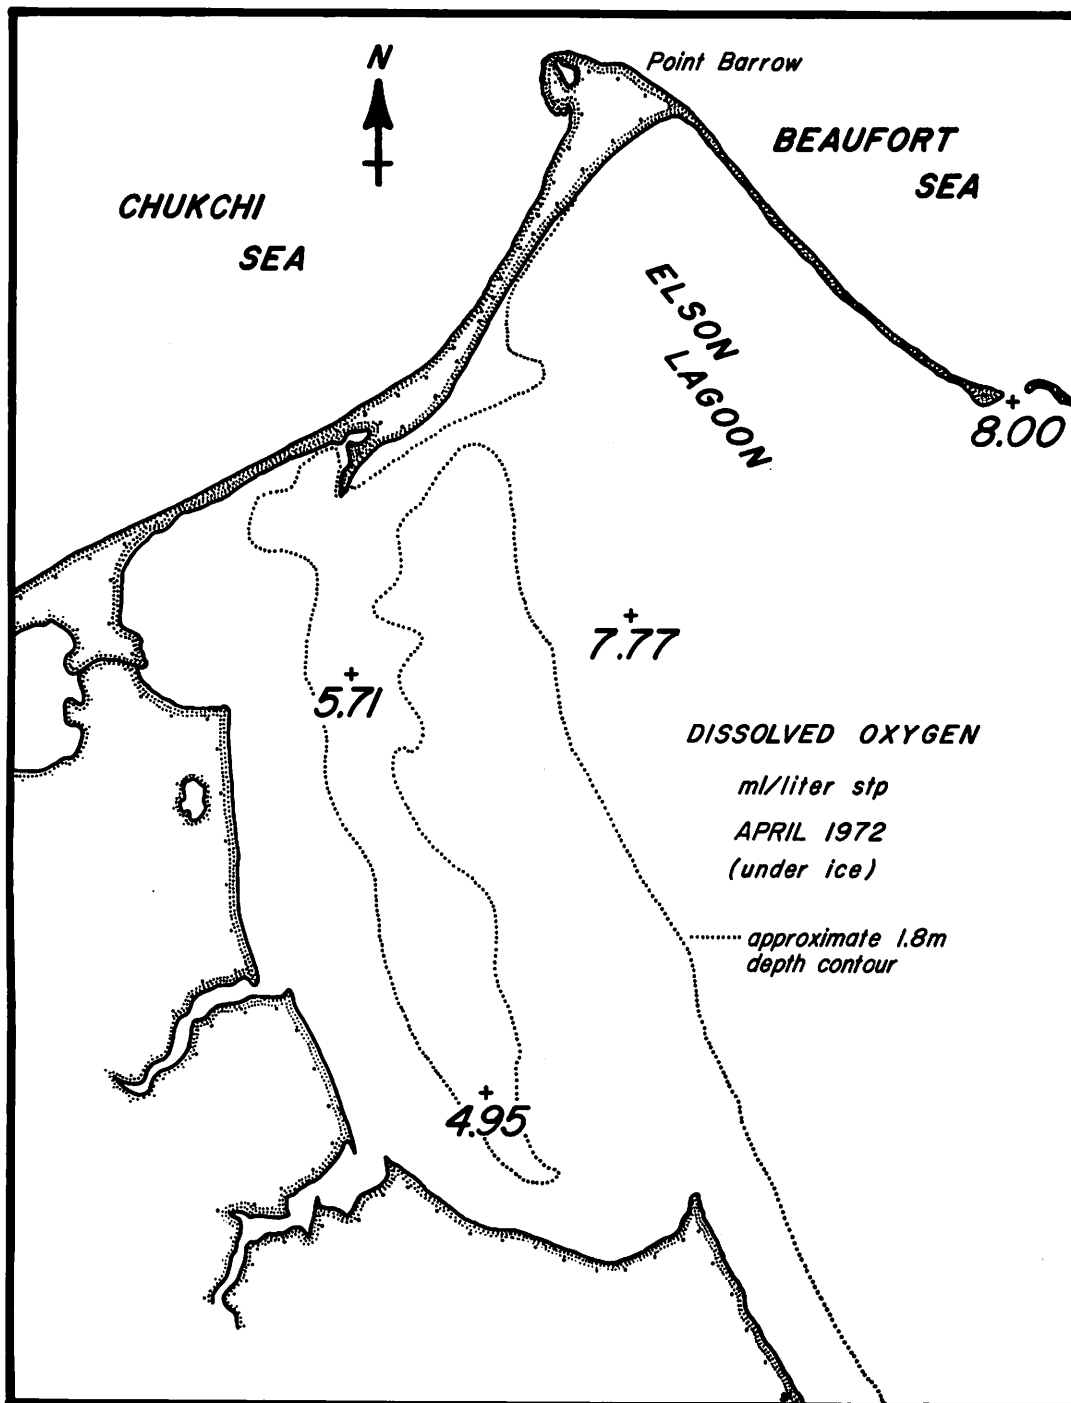 N
Point Barrow
BEAUFORT
SEA
CHUKCHI
SEA
ELSON
LAGOON
8.00
7.77
5.71
DISSOLVED OXYGEN
ml/liter stp
APRIL 1972
(under ice)
approximate 1.8m
depth contour
4.95